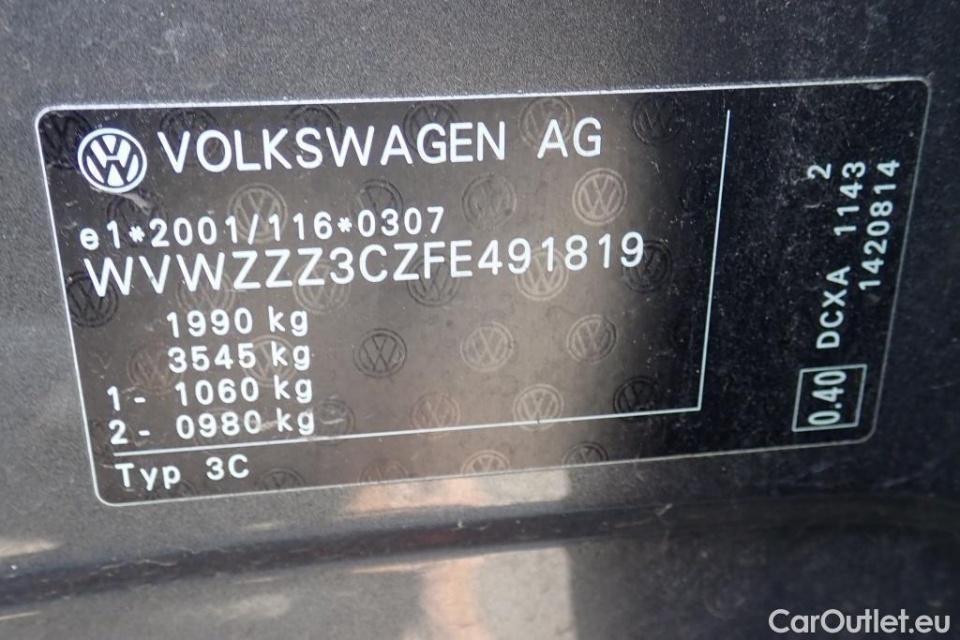 VOLKSWAGEN AG
e1*2001/116*0307
WVWZZZ3CZFE491819
1990 kg
3545 kg
1- 1060 kg
2- 0980 kg
Typ 3C
0.40 DCXA 1143 2
1420814
CarOutlet.eu